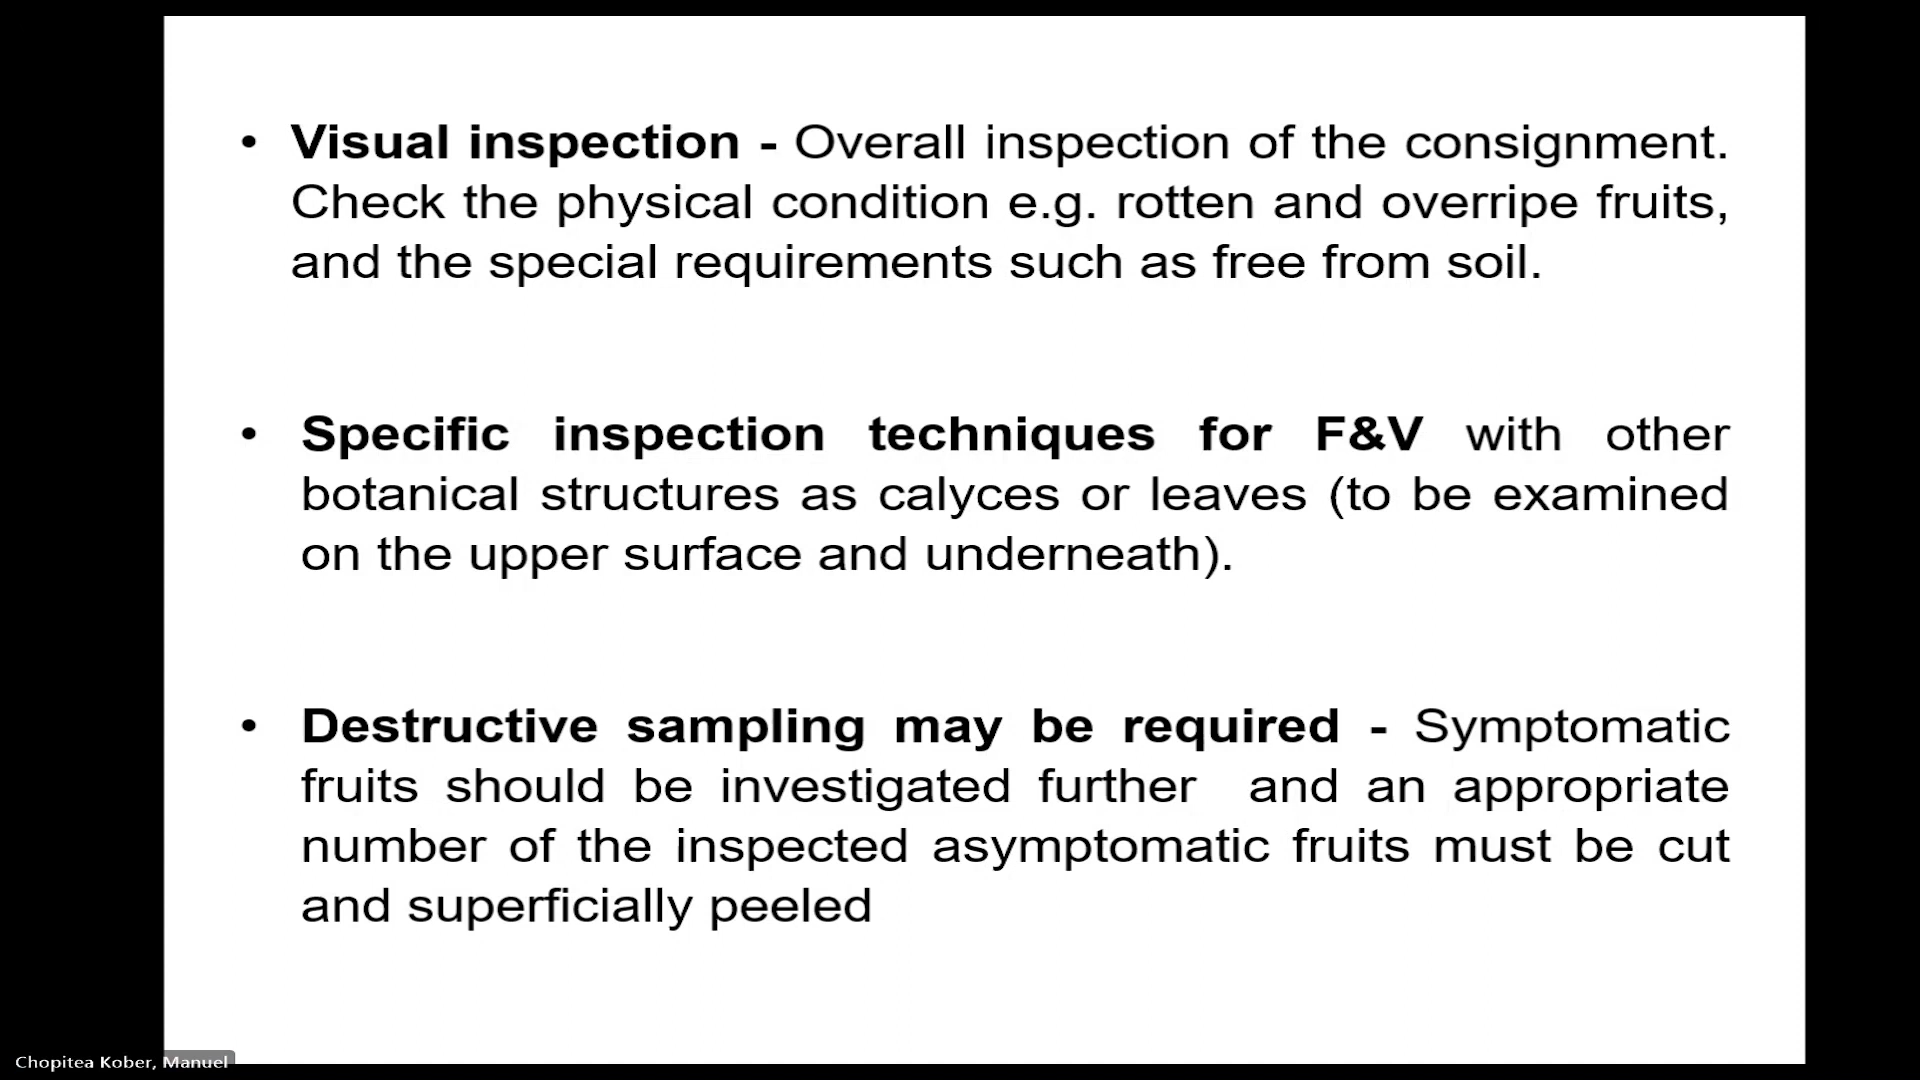 • Visual inspection - Overall inspection of the consignment.
Check the physical condition e.g. rotten and overripe fruits,
and the special requirements such as free from soil.
• Specific inspection techniques for F&V with other
botanical structures as calyces or leaves (to be examined
on the upper surface and underneath).
• Destructive sampling may be required - Symptomatic
fruits should be investigated further and an appropriate
number of the inspected asymptomatic fruits must be cut
and superficially peeled
Chopitea Kober, Manuel